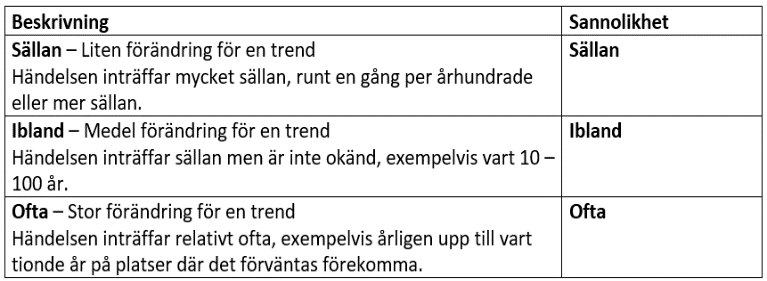 Beskrivning Sannolikhet
Sällan – Liten förändring för en trend Sällan
Händelsen inträffar mycket sällan, runt en gång per århundrade
eller mer sällan.
Ibland – Medel förändring för en trend Ibland
Händelsen inträffar sällan men är inte okänd, exempelvis vart 10 –
100 år.
Ofta – Stor förändring för en trend Ofta
Händelsen inträffar relativt ofta, exempelvis årligen upp till vart
tionde år på platser där det förväntas förekomma.